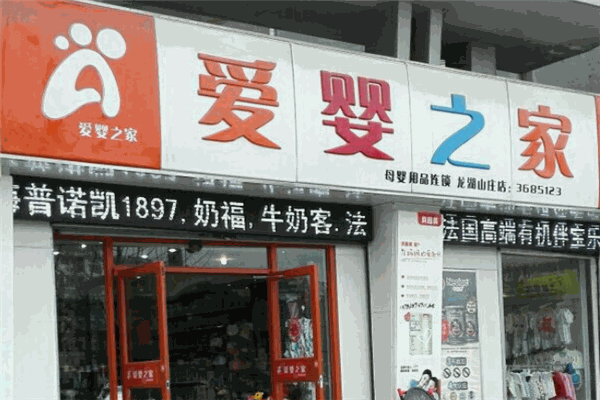 爱婴之家
爱婴之家
母婴用品连锁 龙湖山庄店:3685123
普诺凯1897,奶福,牛奶客.法
法国高端有机伴宝乐
爱婴之家
爱婴之家